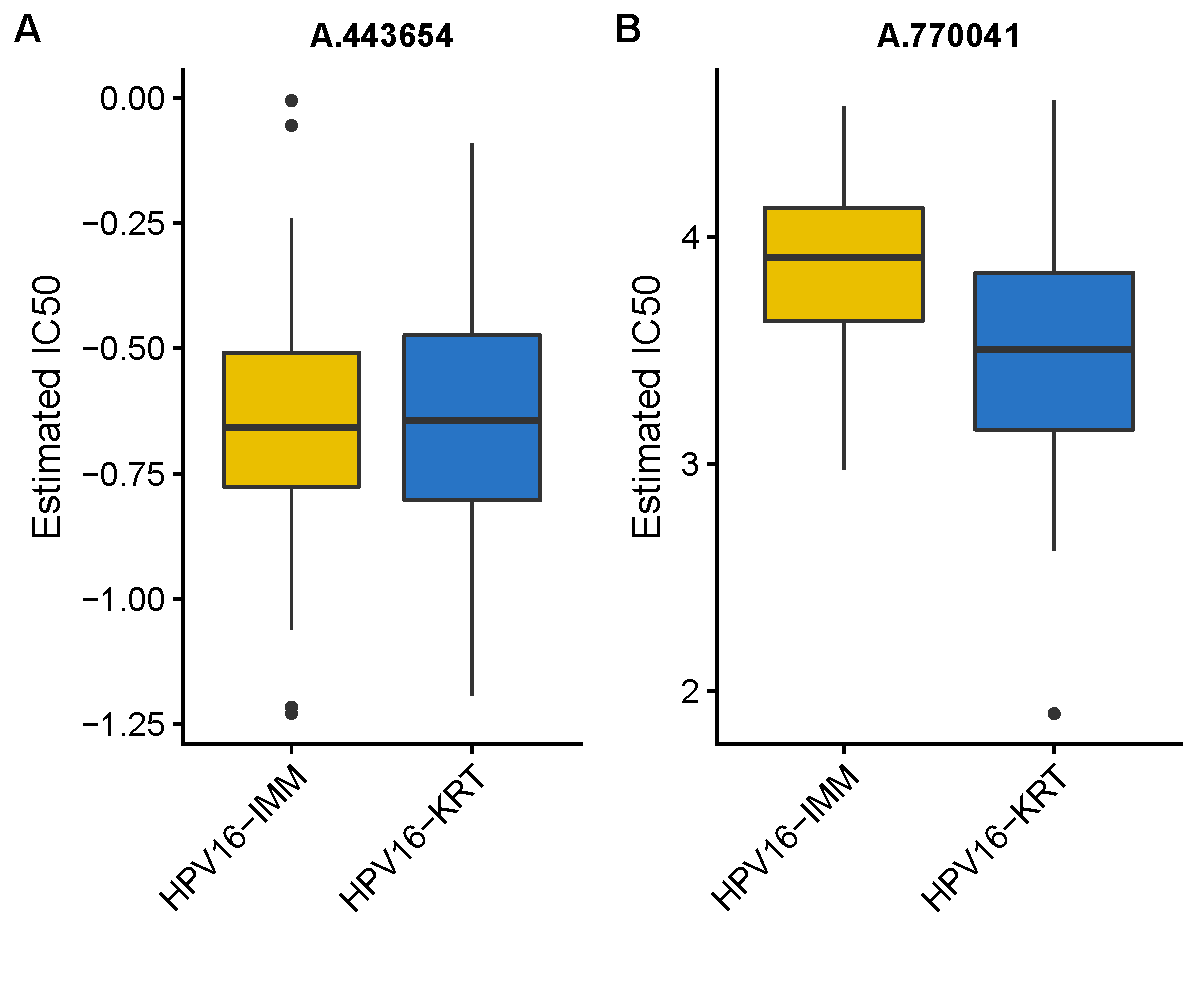 A
A.443654
Estimated IC50
0.00
−0.25
−0.50
−0.75
−1.00
−1.25
HPV16−IMM
HPV16−KRT
B
A.770041
Estimated IC50
4
3
2
HPV16−IMM
HPV16−KRT